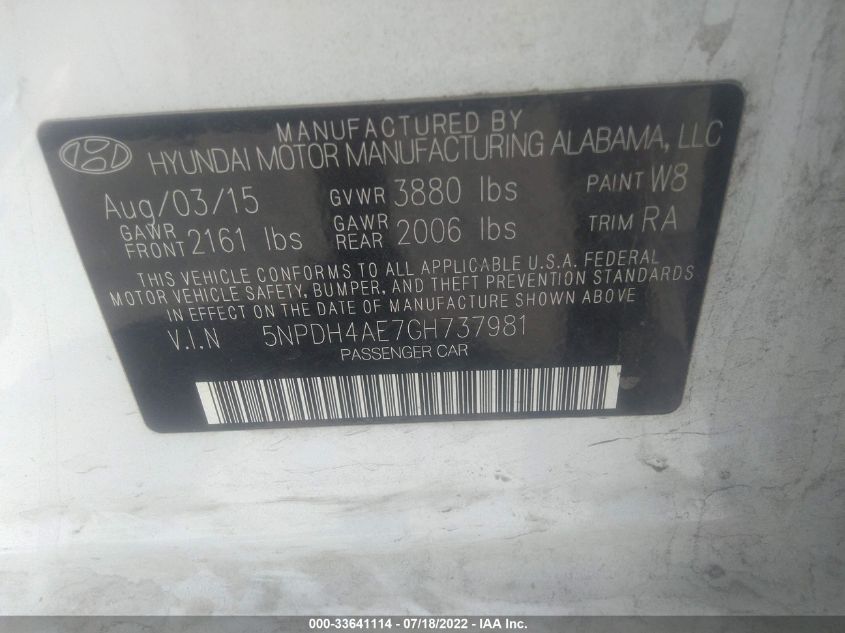 MANUFACTURED BY
HYUNDAI MOTOR MANUFACTURING ALABAMA, LLC
Aug/03/15 GVWR 3880 lbs PAINT W8
GAWR FRONT 2161 lbs GAWR REAR 2006 lbs TRIM RA
THIS VEHICLE CONFORMS TO ALL APPLICABLE U.S.A. FEDERAL
MOTOR VEHICLE SAFETY, BUMPER, AND THEFT PREVENTION STANDARDS
IN EFFECT ON THE DATE OF MANUFACTURE SHOWN ABOVE
V.I.N 5NPDH4AE7GH737981
PASSENGER CAR
000-33641114 - 07/18/2022 - IAA Inc.